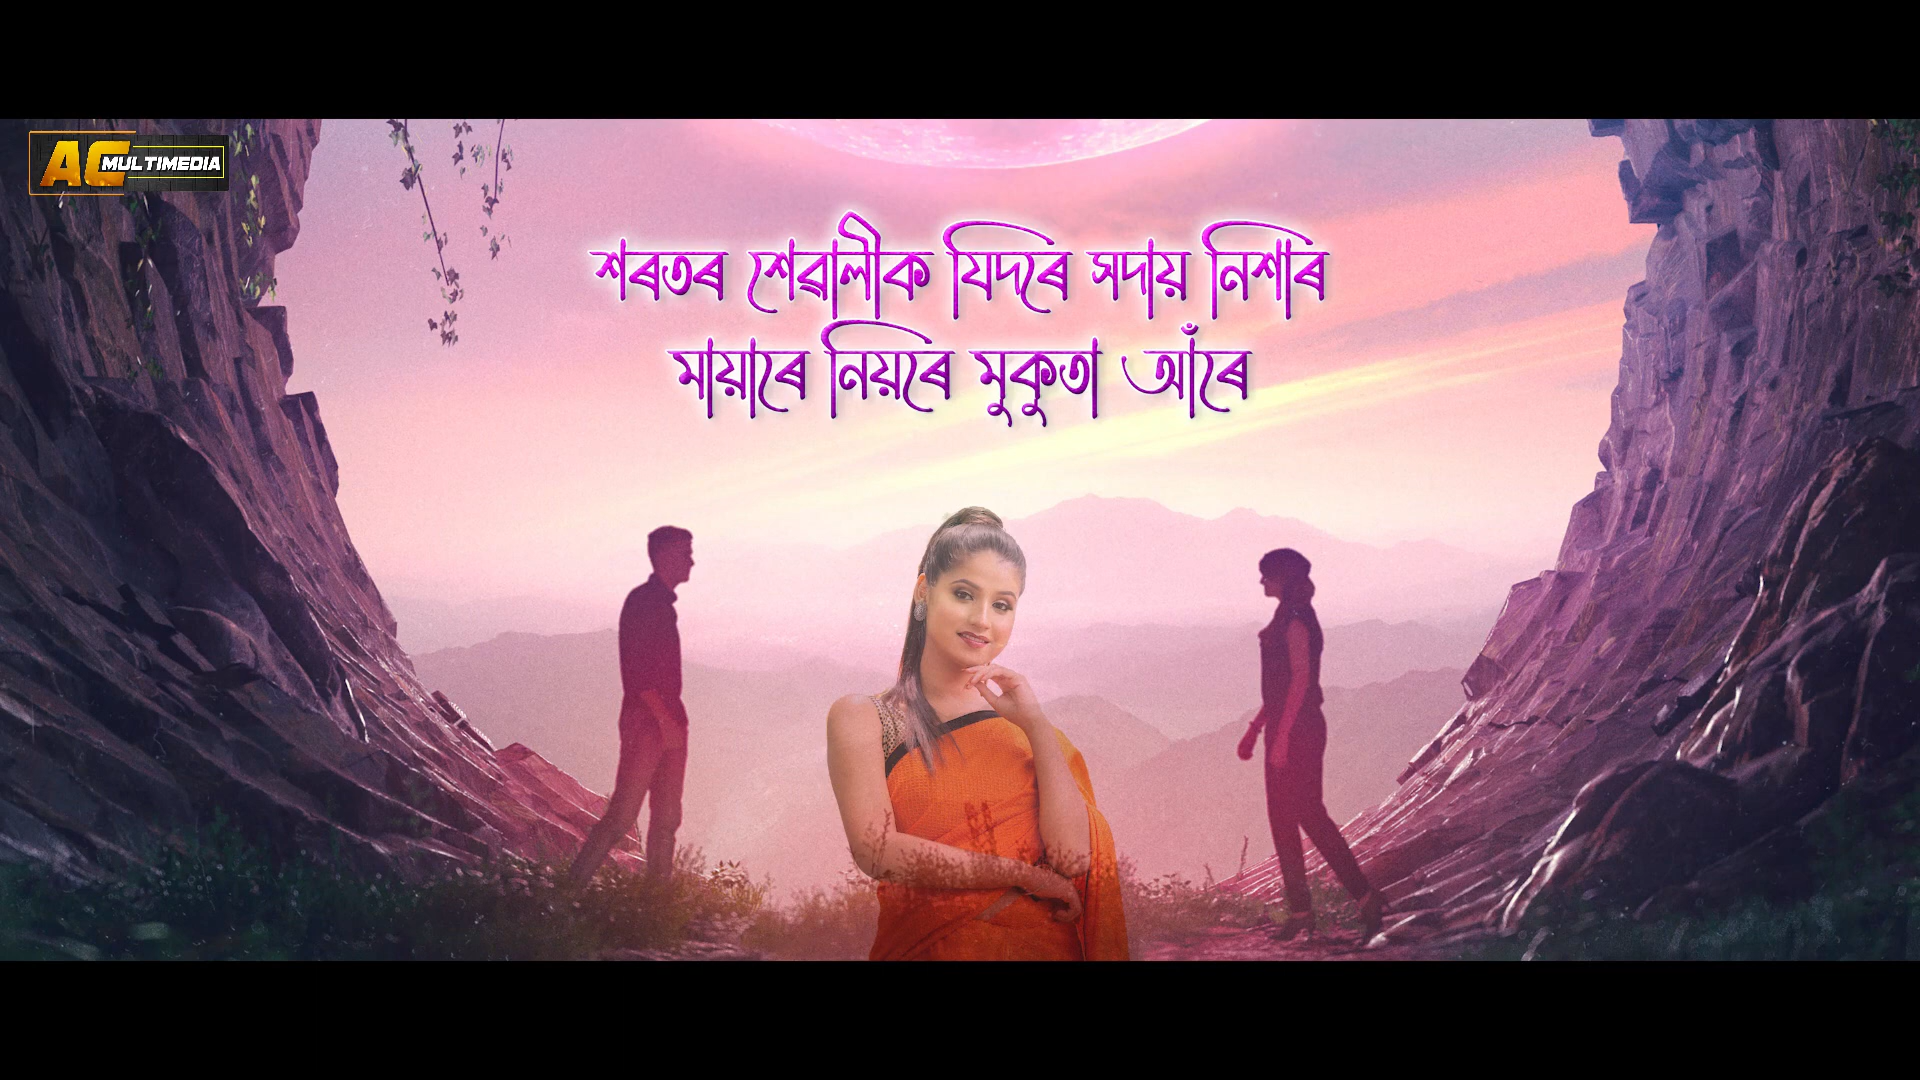 AC MULTIMEDIA
শৰতৰ শেৱালীক যিদৰে সদায় নিশাৰ
মায়াৰে নিয়ৰে মুকুতা আঁৰে